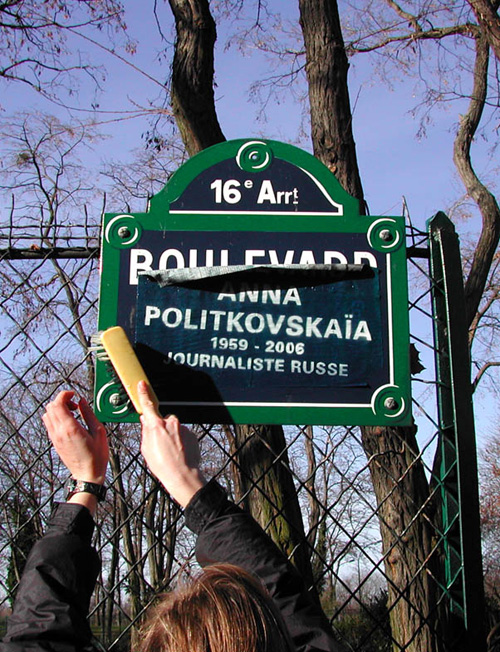 16e Arrt
BOULEVARD
ANNA
POLITKOVSKAÏA
1959 - 2006
JOURNALISTE RUSSE